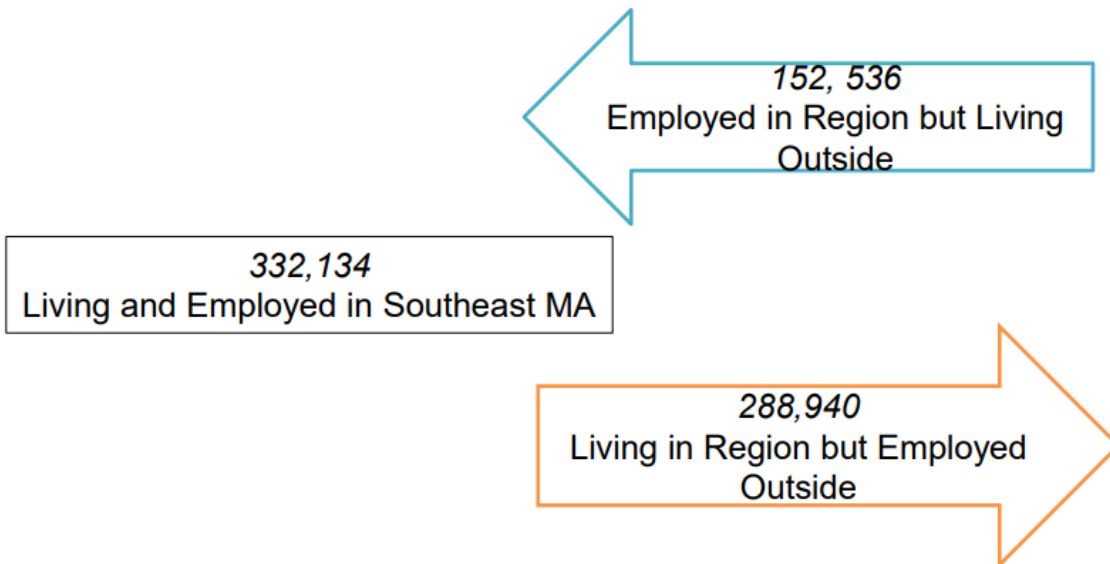 152, 536
Employed in Region but Living
Outside
332,134
Living and Employed in Southeast MA
288,940
Living in Region but Employed
Outside